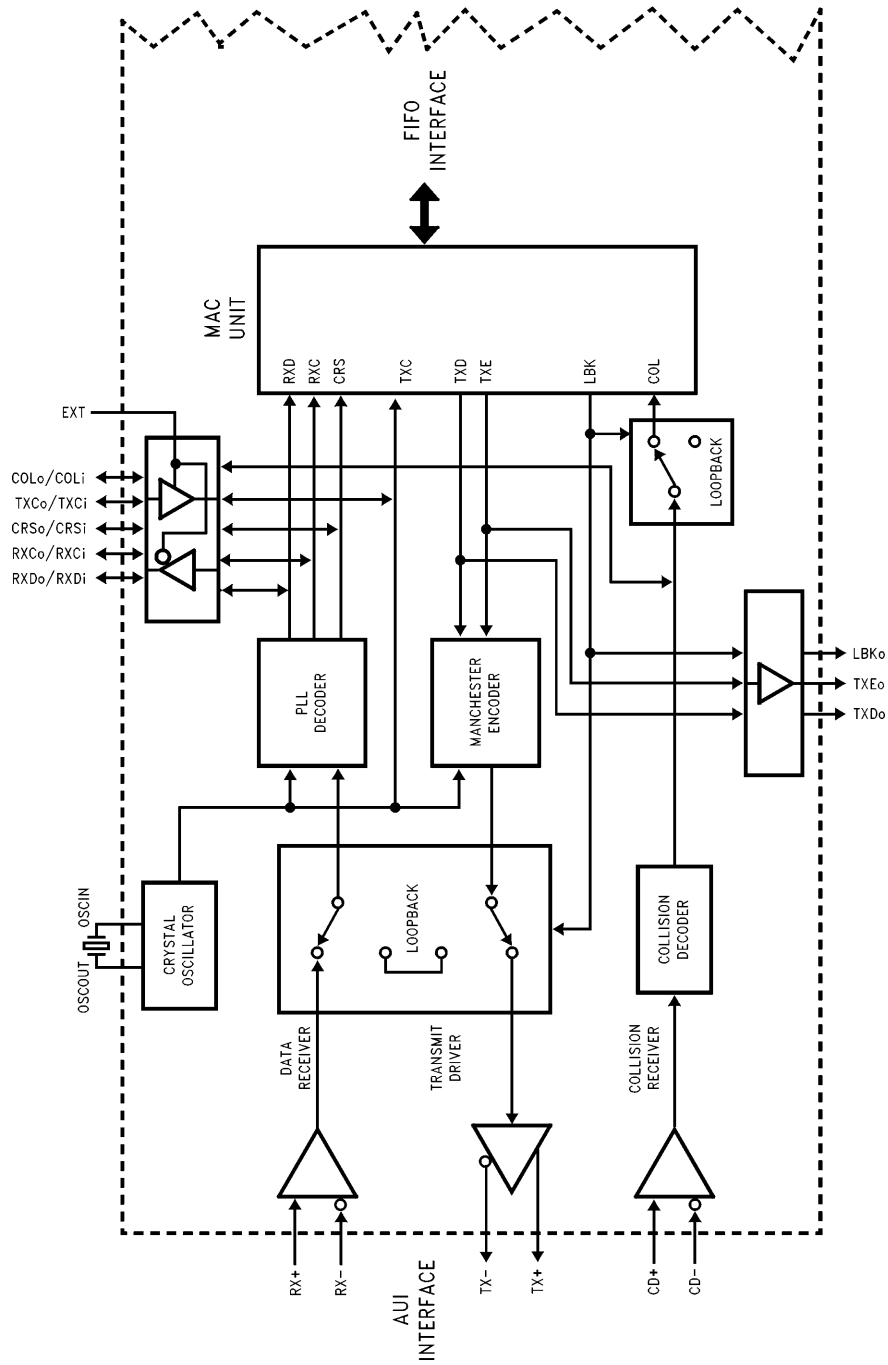 FIFO
INTERFACE
MAC
UNIT
RXD
RXC
CRS
TXC
TXD
TXE
LBK
COL
EXT
COLo/COLi
TXCo/TXCi
CRSo/CRSi
RXCo/RXCi
RXDo/RXDi
LOOPBACK
PLL
DECODER
MANCHESTER
ENCODER
LBKo
TXEo
TXDo
OSCIN
OSCOUT
CRYSTAL
OSCILLATOR
LOOPBACK
COLLISION
DECODER
DATA
RECEIVER
TRANSMIT
DRIVER
COLLISION
RECEIVER
RX+
RX-
TX-
TX+
CD+
CD-
AUI
INTERFACE